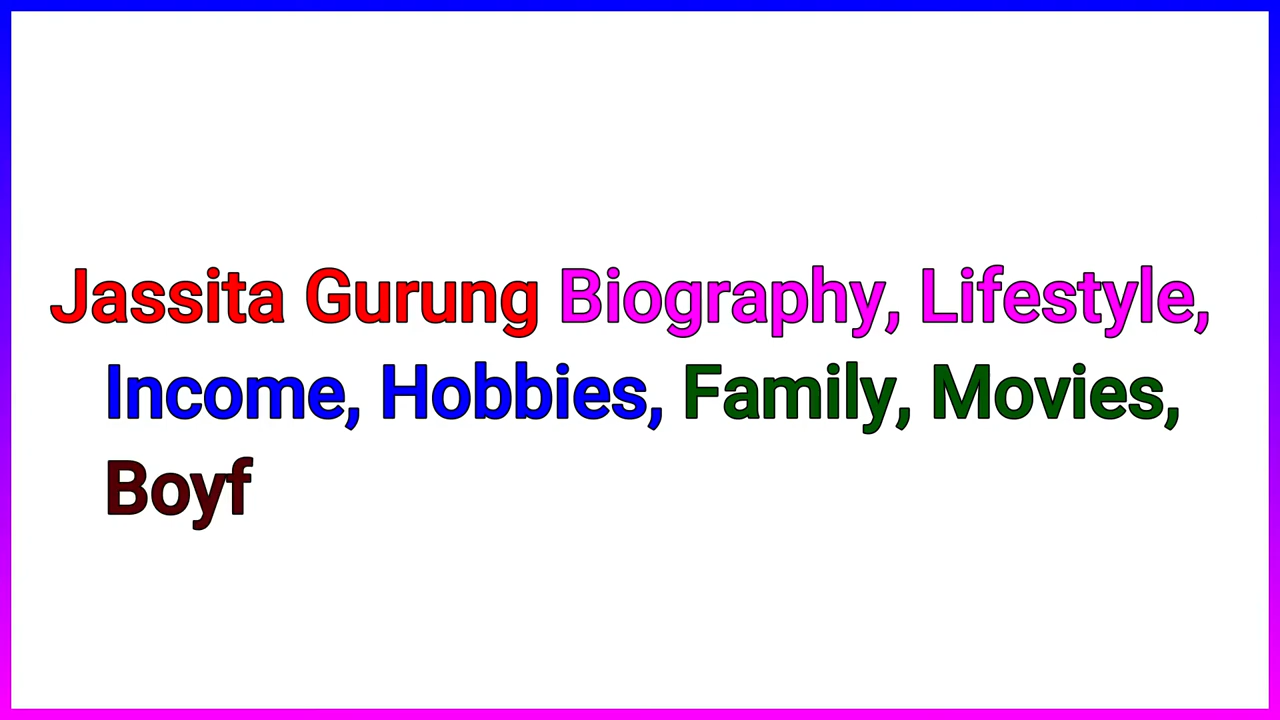 Jassita Gurung Biography, Lifestyle,
Income, Hobbies, Family, Movies,
Boyf